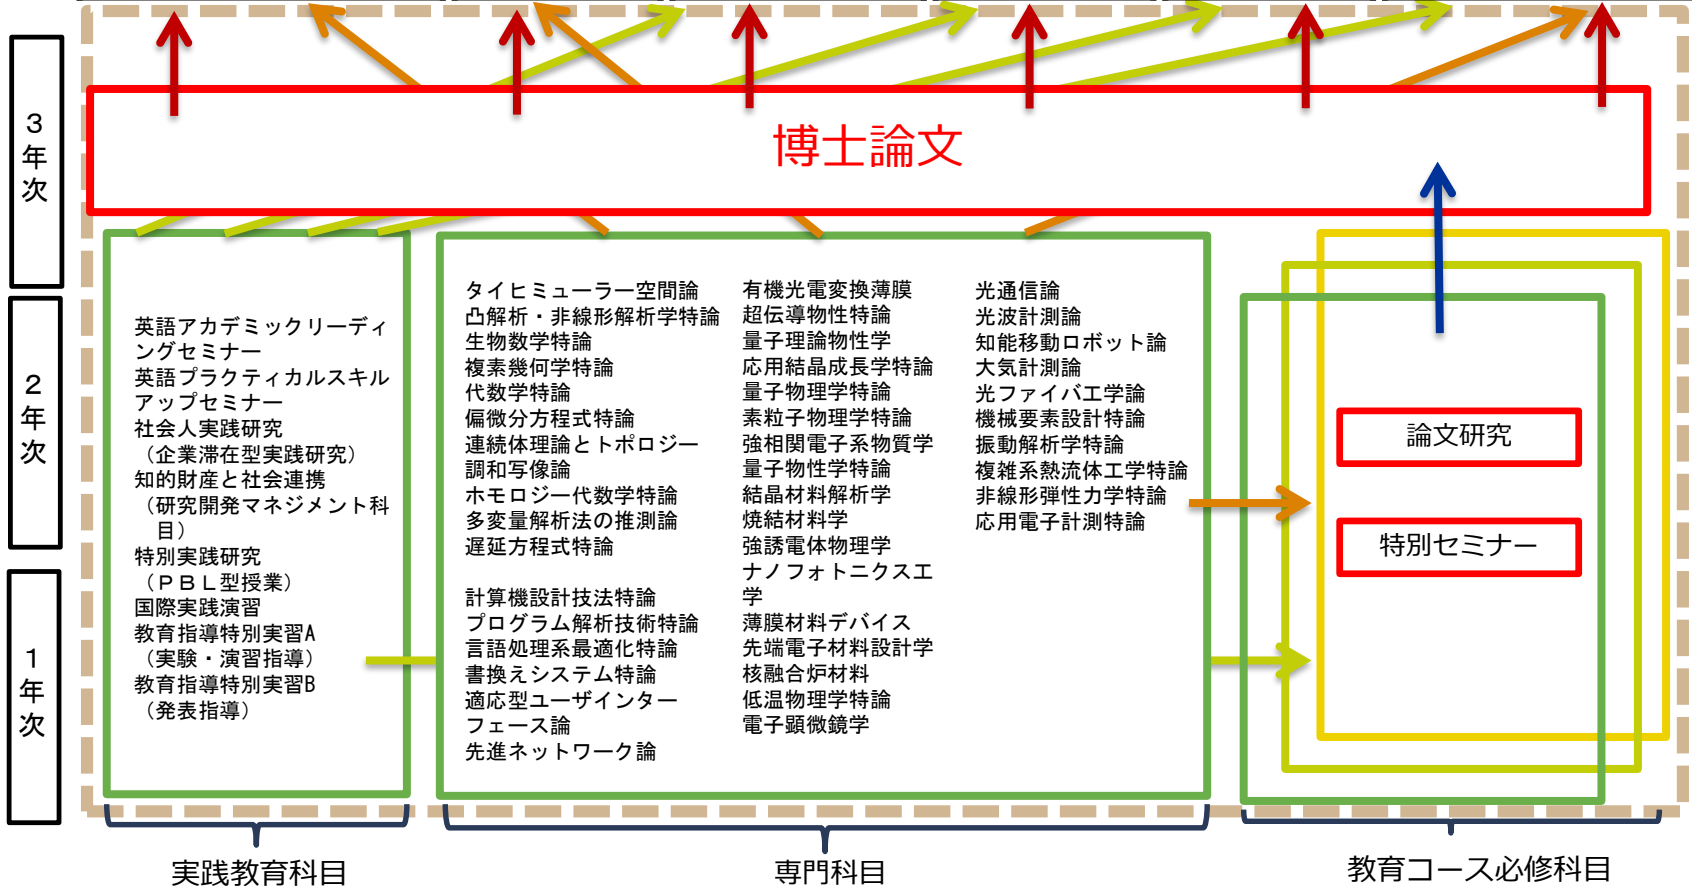 博士論文
3
年
次
2
年
次
1
年
次
英語アカデミックリーディ
ングセミナー
英語プラクティカルスキル
アップセミナー
社会人実践研究
（企業滞在型実践研究）
知的財産と社会連携
（研究開発マネジメント科
目）
特別実践研究
（ＰＢＬ型授業）
国際実践演習
教育指導特別実習A
（実験・演習指導）
教育指導特別実習B
（発表指導）
タイヒミューラー空間論
凸解析・非線形解析学特論
生物数学特論
複素幾何学特論
代数学特論
偏微分方程式特論
連続体理論とトポロジー
調和写像論
ホモロジー代数学特論
多変量解析法の推測論
遅延方程式特論
計算機設計技法特論
プログラム解析技術特論
言語処理系最適化特論
書換えシステム特論
適応型ユーザインター
フェース論
先進ネットワーク論
有機光電変換薄膜
超伝導物性特論
量子理論物性学
応用結晶成長学特論
量子物理学特論
素粒子物理学特論
強相関電子系物質学
量子物性学特論
結晶材料解析学
焼結材料学
強誘電体物理学
ナノフォトニクス工
学
薄膜材料デバイス
先端電子材料設計学
核融合炉材料
低温物理学特論
電子顕微鏡学
光通信論
光波計測論
知能移動ロボット論
大気計測論
光ファイバ工学論
機械要素設計特論
振動解析学特論
複雑系熱流体工学特論
非線形弾性力学特論
応用電子計測特論
論文研究
特別セミナー
実践教育科目
専門科目
教育コース必修科目